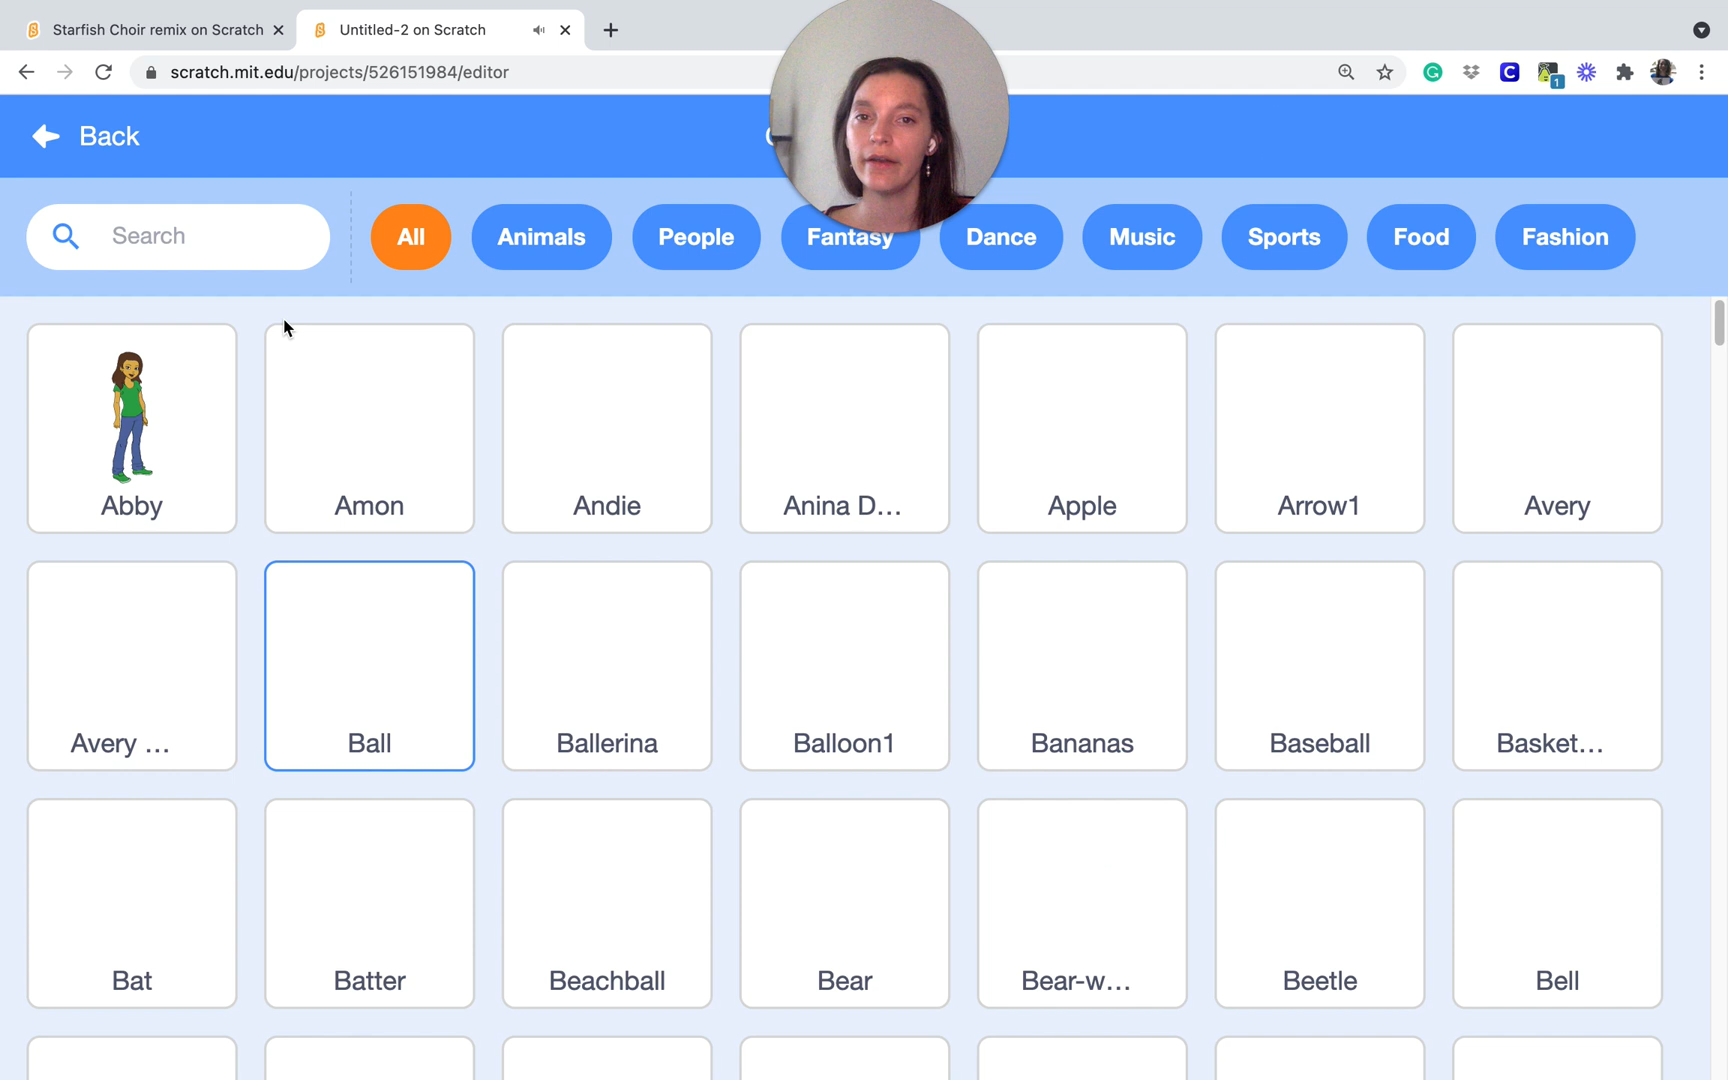 Starfish Choir remix on Scratch
Untitled-2 on Scratch
scratch.mit.edu/projects/526151984/editor
1
Back
Search
All
Animals
People
Fantasy
Dance
Music
Sports
Food
Fashion
Abby
Amon
Andie
Anina D...
Apple
Arrow1
Avery
Avery ...
Ball
Ballerina
Balloon1
Bananas
Baseball
Basket...
Bat
Batter
Beachball
Bear
Bear-w...
Beetle
Bell